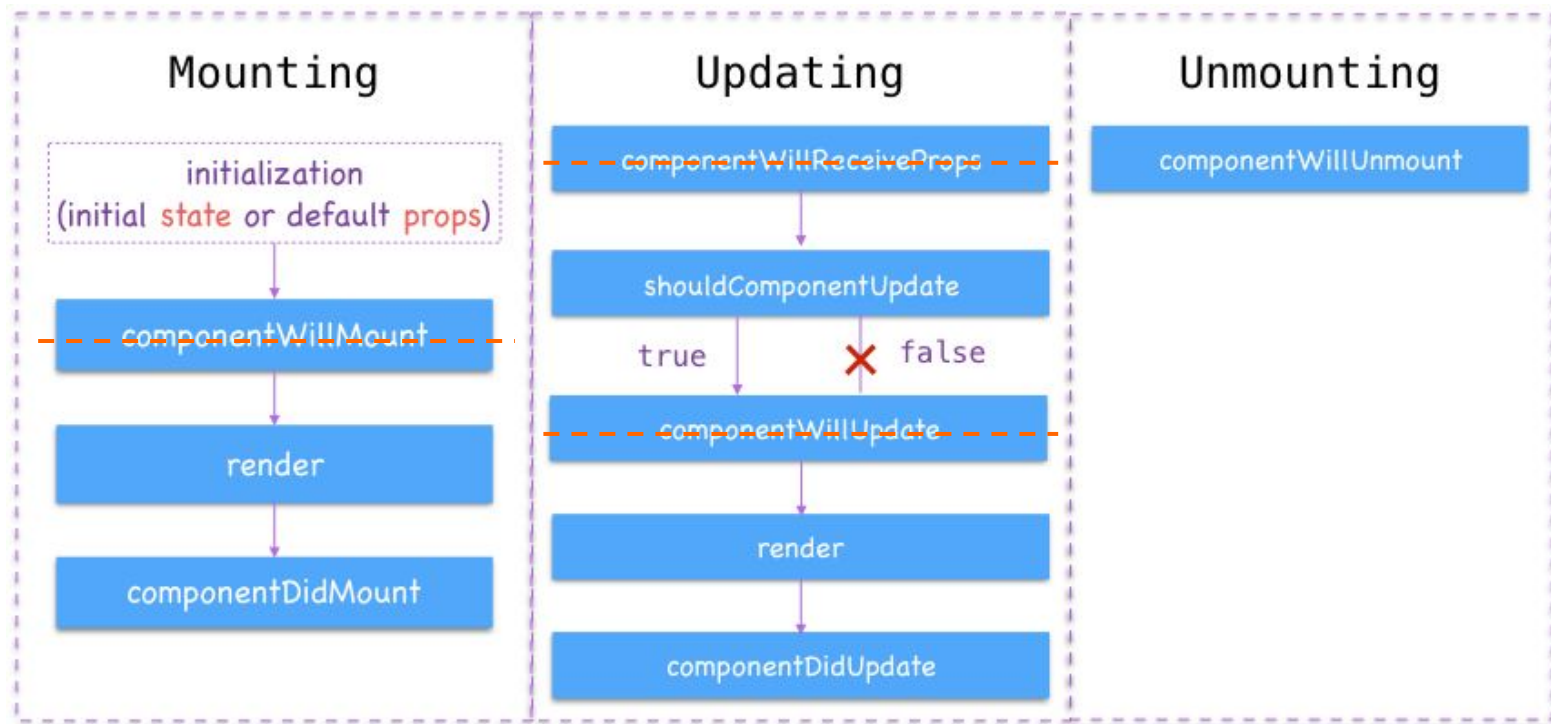 Mounting
initialization
(initial state or default props)
componentWillMount
render
componentDidMount
Updating
componentWillReceiveProps
shouldComponentUpdate
true
false
componentWillUpdate
render
componentDidUpdate
Unmounting
componentWillUnmount